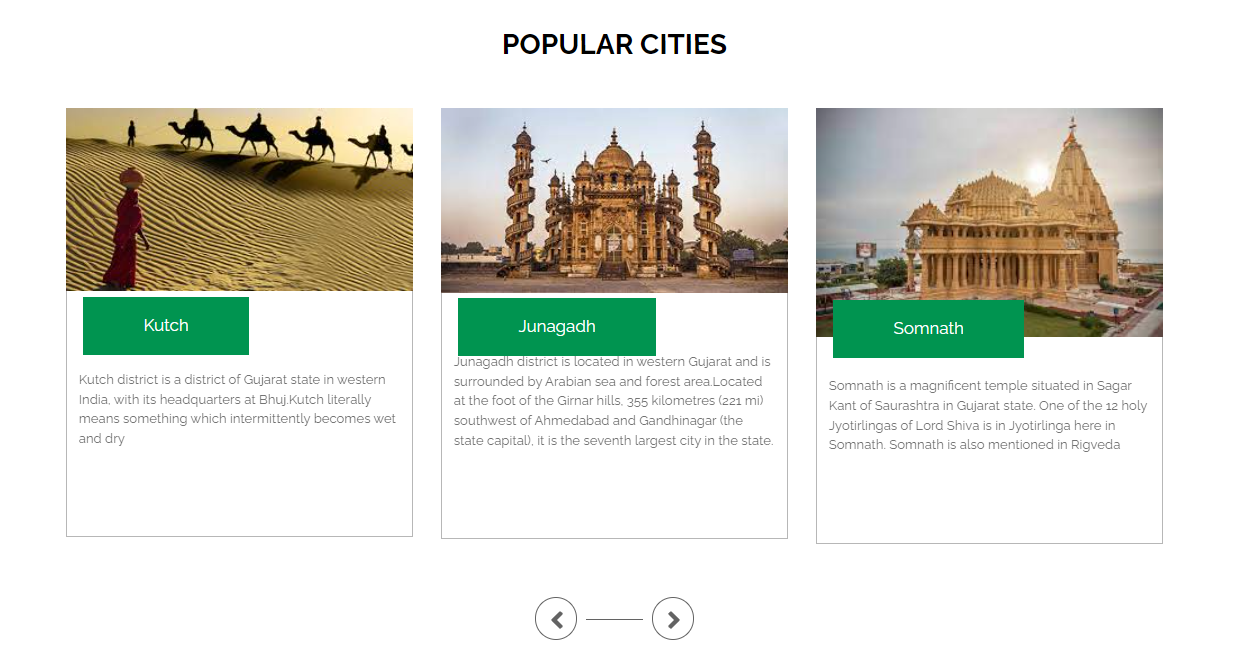 POPULAR CITIES
Kutch
Kutch district is a district of Gujarat state in western
India, with its headquarters at Bhuj.Kutch literally
means something which intermittently becomes wet
and dry
Junagadh
Junagadh district is located in western Gujarat and is
surrounded by Arabian sea and forest area.Located
at the foot of the Girnar hills, 355 kilometres (221 mi)
southwest of Ahmedabad and Gandhinagar (the
state capital), it is the seventh largest city in the state.
Somnath
Somnath is a magnificent temple situated in Sagar
Kant of Saurashtra in Gujarat state. One of the 12 holy
Jyotirlingas of Lord Shiva is in Jyotirlinga here in
Somnath. Somnath is also mentioned in Rigveda